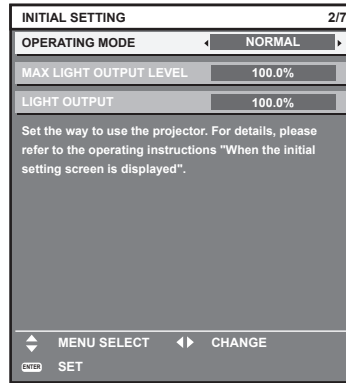 INITIAL SETTING 2/7
OPERATING MODE NORMAL
MAX LIGHT OUTPUT LEVEL 100.0%
LIGHT OUTPUT 100.0%
Set the way to use the projector. For details, please
refer to the operating instructions "When the initial
setting screen is displayed".
MENU SELECT CHANGE
ENTER SET